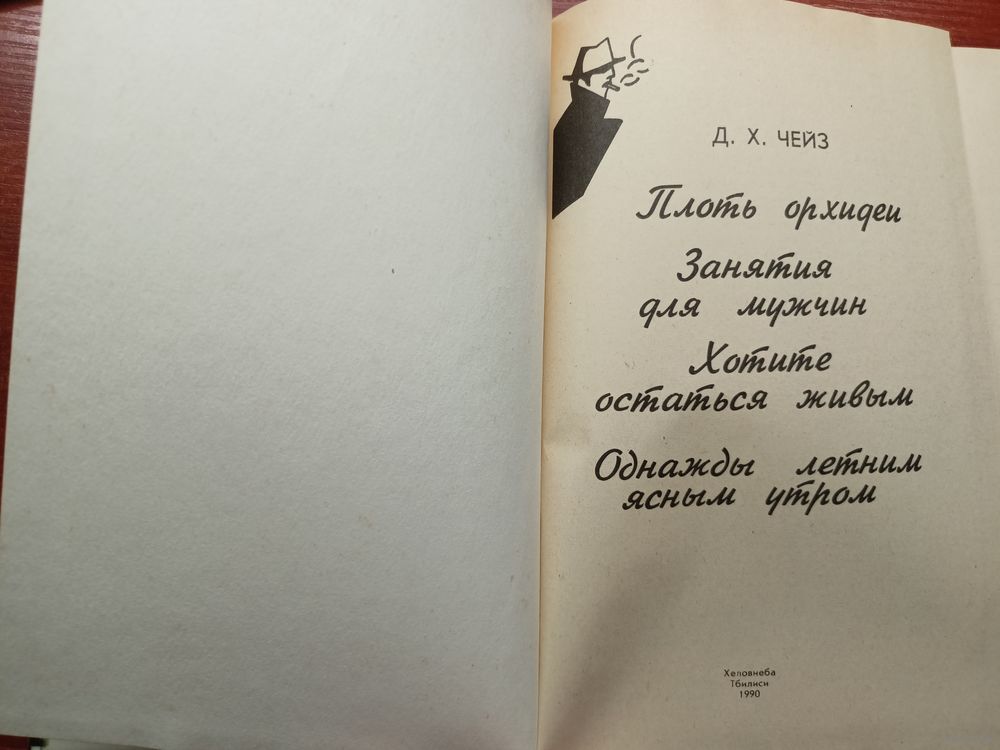 Д. Х. ЧЕЙЗ
Плоть орхидеи
Занятия
для мужчин
Хотите
остаться живым
Однажды летним
ясным утром
Хеловнеба
Тбилиси
1990